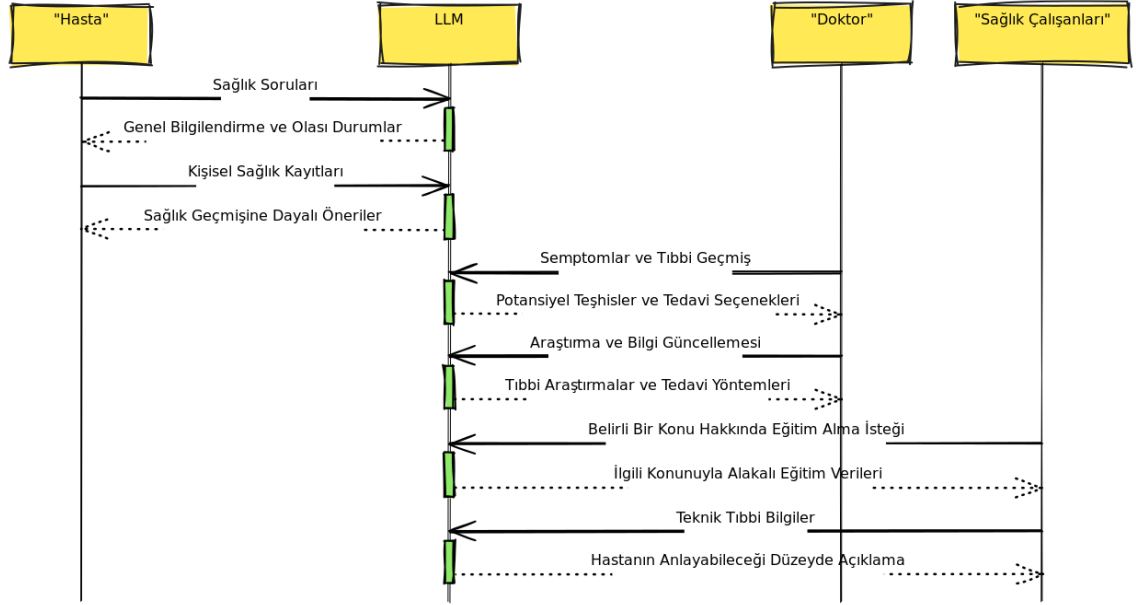 "Hasta"
LLM
"Doktor"
"Sağlık Çalışanları"
Sağlık Soruları
Genel Bilgilendirme ve Olası Durumlar
Kişisel Sağlık Kayıtları
Sağlık Geçmişine Dayalı Öneriler
Semptomlar ve Tıbbi Geçmiş
Potansiyel Teşhisler ve Tedavi Seçenekleri
Araştırma ve Bilgi Güncellemesi
Tıbbi Araştırmalar ve Tedavi Yöntemleri
Belirli Bir Konu Hakkında Eğitim Alma İsteği
İlgili Konunuyla Alakalı Eğitim Verileri
Teknik Tıbbi Bilgiler
Hastanın Anlayabileceği Düzeyde Açıklama